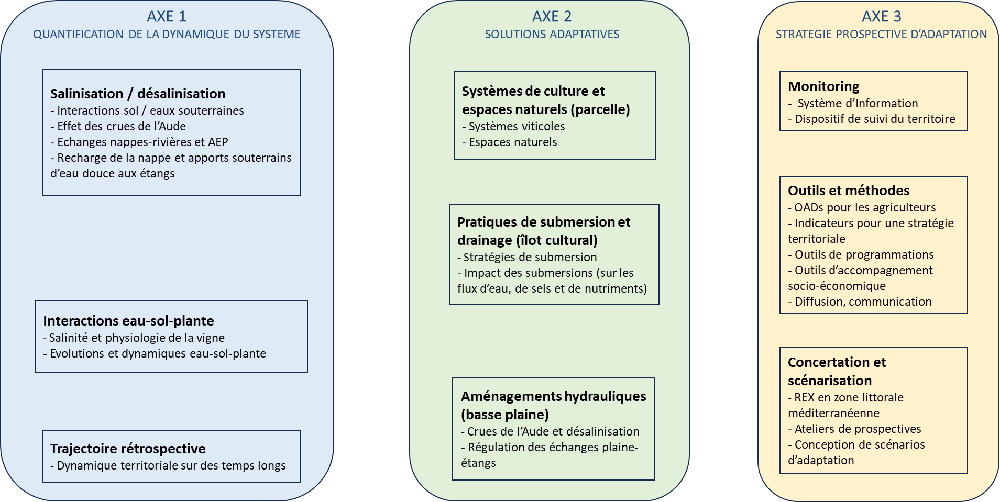 AXE 1
QUANTIFICATION DE LA DYNAMIQUE DU SYSTEME
Salinisation / désalinisation
- Interactions sol / eaux souterraines
- Effet des crues de l’Aude
- Echanges nappes-rivières et AEP
- Recharge de la nappe et apports souterrains
d’eau douce aux étangs
Interactions eau-sol-plante
- Salinité et physiologie de la vigne
- Evolutions et dynamiques eau-sol-plante
Trajectoire rétrospective
- Dynamique territoriale sur des temps longs
AXE 2
SOLUTIONS ADAPTATIVES
Systèmes de culture et
espaces naturels (parcelle)
- Systèmes viticoles
- Espaces naturels
Pratiques de submersion et
drainage (îlot cultural)
- Stratégies de submersion
- Impact des submersions (sur les
flux d’eau, de sels et de nutriments)
Aménagements hydrauliques
(basse plaine)
- Crues de l’Aude et désalinisation
- Régulation des échanges plaine-
étangs
AXE 3
STRATEGIE PROSPECTIVE D’ADAPTATION
Monitoring
- Système d’Information
- Dispositif de suivi du territoire
Outils et méthodes
- OADs pour les agriculteurs
- Indicateurs pour une stratégie
territoriale
- Outils de programmations
- Outils d’accompagnement
socio-économique
- Diffusion, communication
Concertation et
scénarisation
- REX en zone littorale
méditerranéenne
- Ateliers de prospectives
- Conception de scénarios
d’adaptation